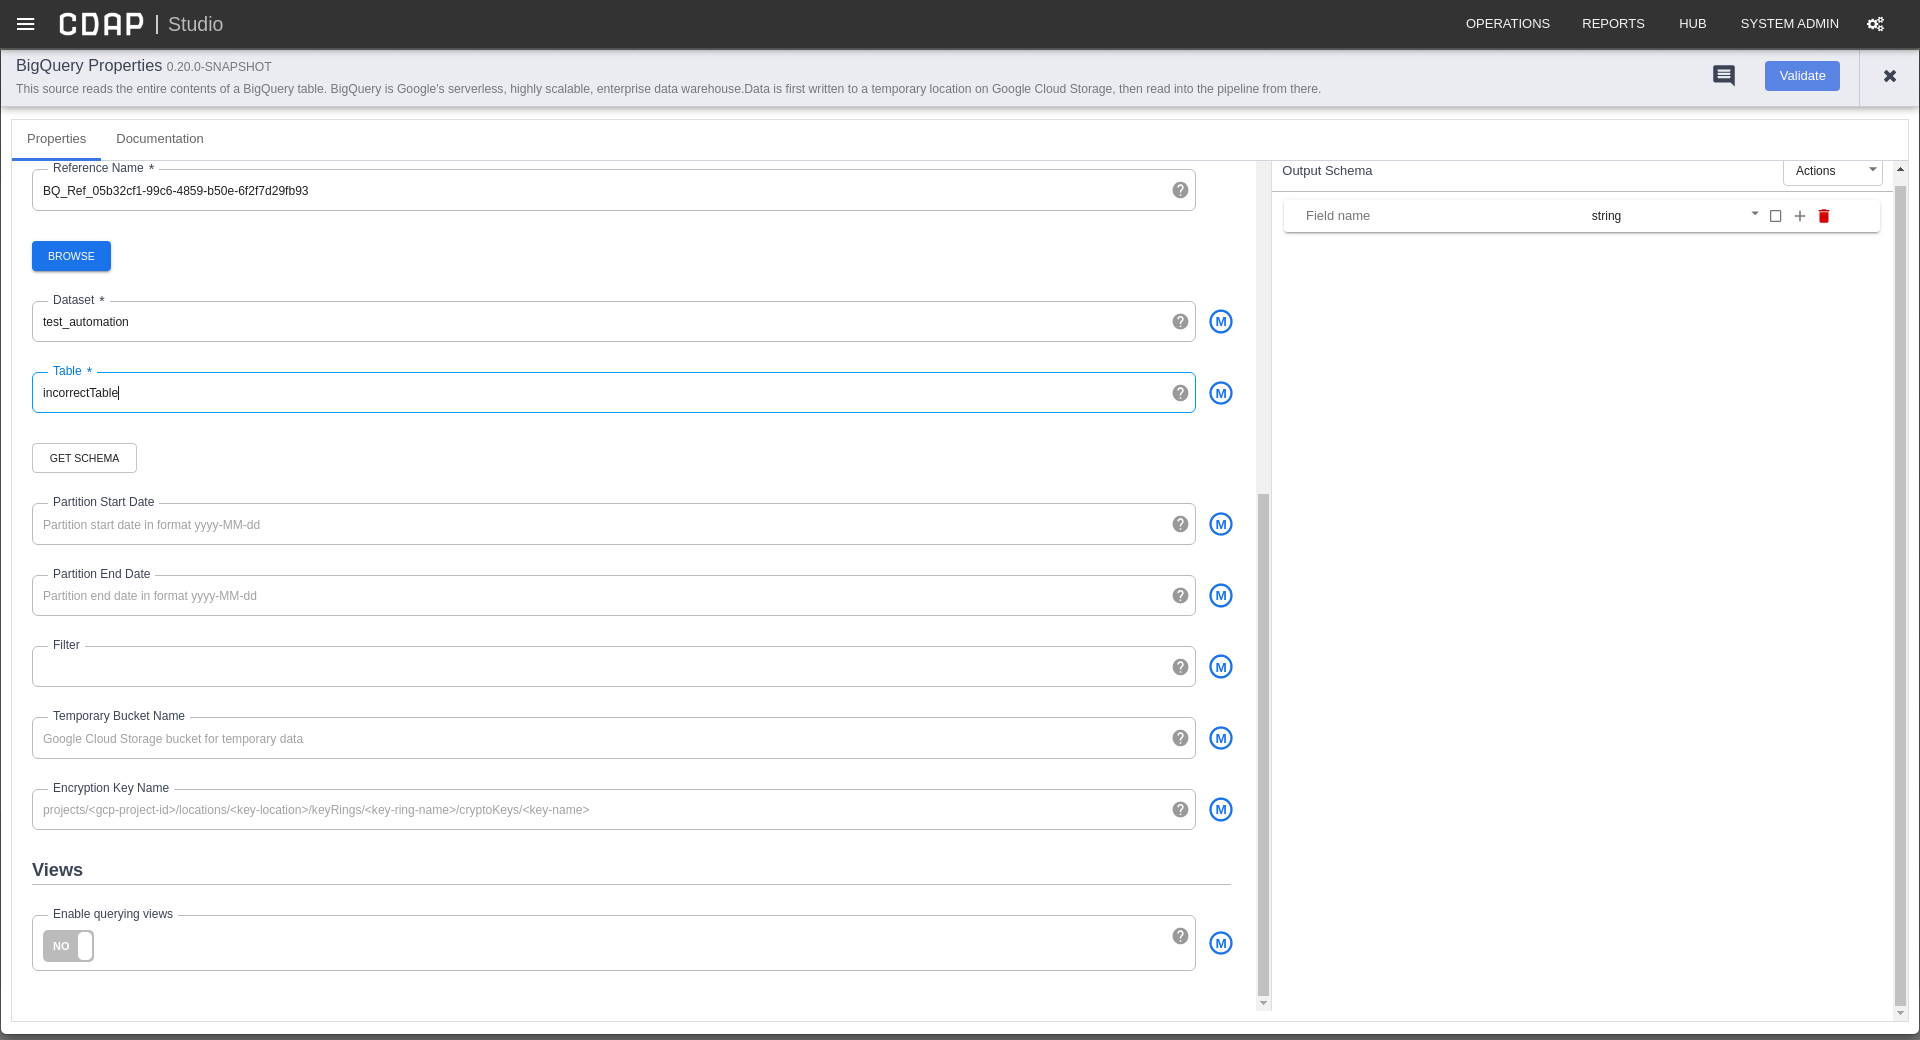 CDAP | Studio
OPERATIONS REPORTS HUB SYSTEM ADMIN
BigQuery Properties 0.20.0-SNAPSHOT
This source reads the entire contents of a BigQuery table. BigQuery is Google's serverless, highly scalable, enterprise data warehouse.Data is first written to a temporary location on Google Cloud Storage, then read into the pipeline from there.
Validate
Properties Documentation
Reference Name *
BQ_Ref_05b32cf1-99c6-4859-b50e-6f2f7d29fb93
BROWSE
Dataset *
test_automation
M
Table *
incorrectTable
M
GET SCHEMA
Partition Start Date
Partition start date in format yyyy-MM-dd
M
Partition End Date
Partition end date in format yyyy-MM-dd
M
Filter
M
Temporary Bucket Name
Google Cloud Storage bucket for temporary data
M
Encryption Key Name
projects/<gcp-project-id>/locations/<key-location>/keyRings/<key-ring-name>/cryptoKeys/<key-name>
M
Views
Enable querying views
NO
M
Output Schema
Actions
Field name string